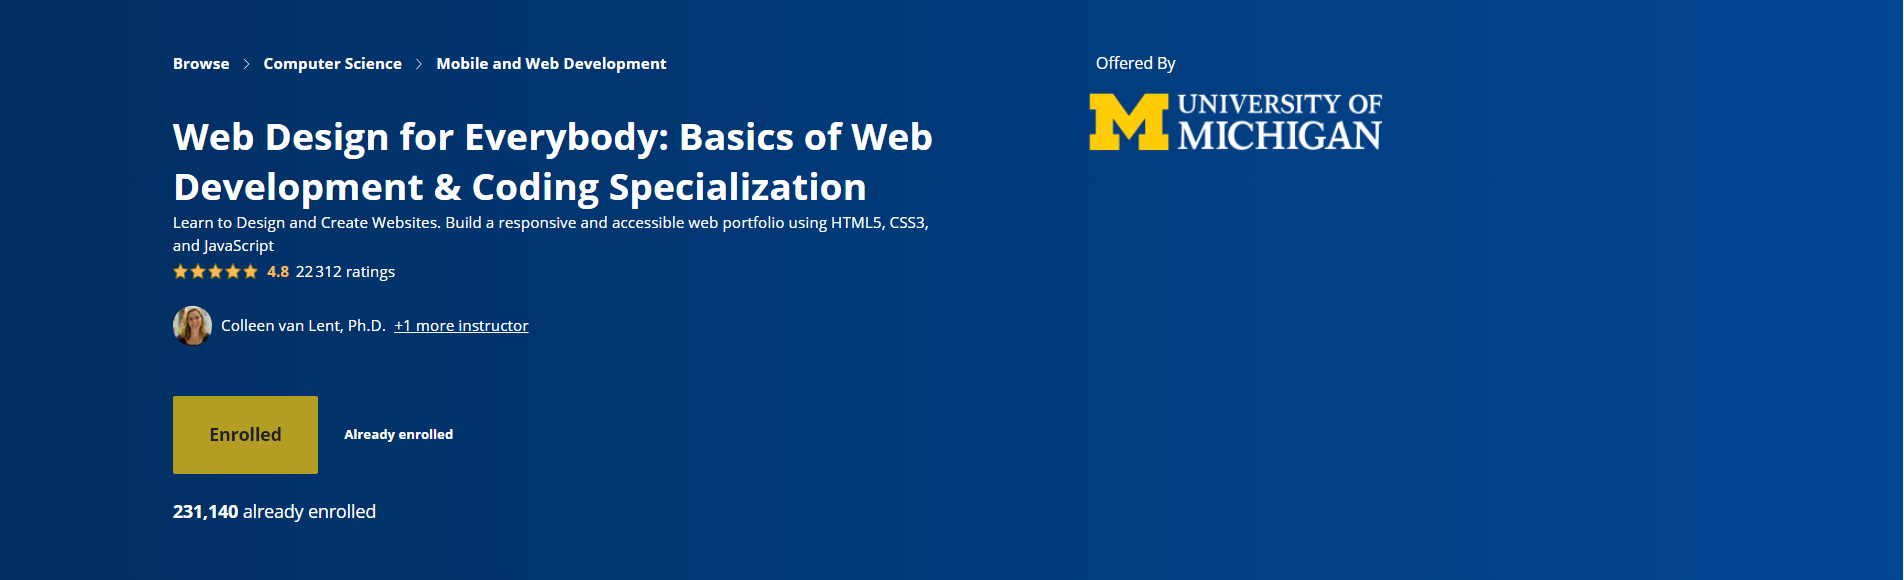 Browse > Computer Science > Mobile and Web Development
Offered By
UNIVERSITY OF
MICHIGAN
Web Design for Everybody: Basics of Web
Development & Coding Specialization
Learn to Design and Create Websites. Build a responsive and accessible web portfolio using HTML5, CSS3,
and JavaScript
4.8 22 312 ratings
Colleen van Lent, Ph.D. +1 more instructor
Enrolled
Already enrolled
231,140 already enrolled